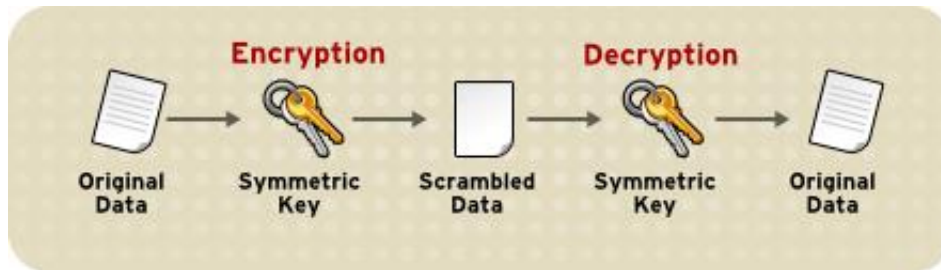 Encryption
Decryption
Original
Data
Symmetric
Key
Scrambled
Data
Symmetric
Key
Original
Data